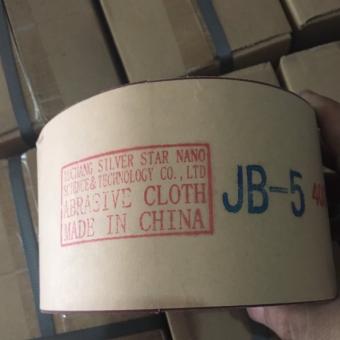 SILVER STAR NANO
SCIENCE & TECHNOLOGY CO., LTD
ABRASIVE CLOTH
MADE IN CHINA
JB-5